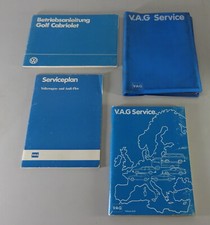 Betriebsanleitung
Golf Cabriolet
V.A.G Service
Serviceplan
Volkswagen und Audi-Pkw
V.A.G Service